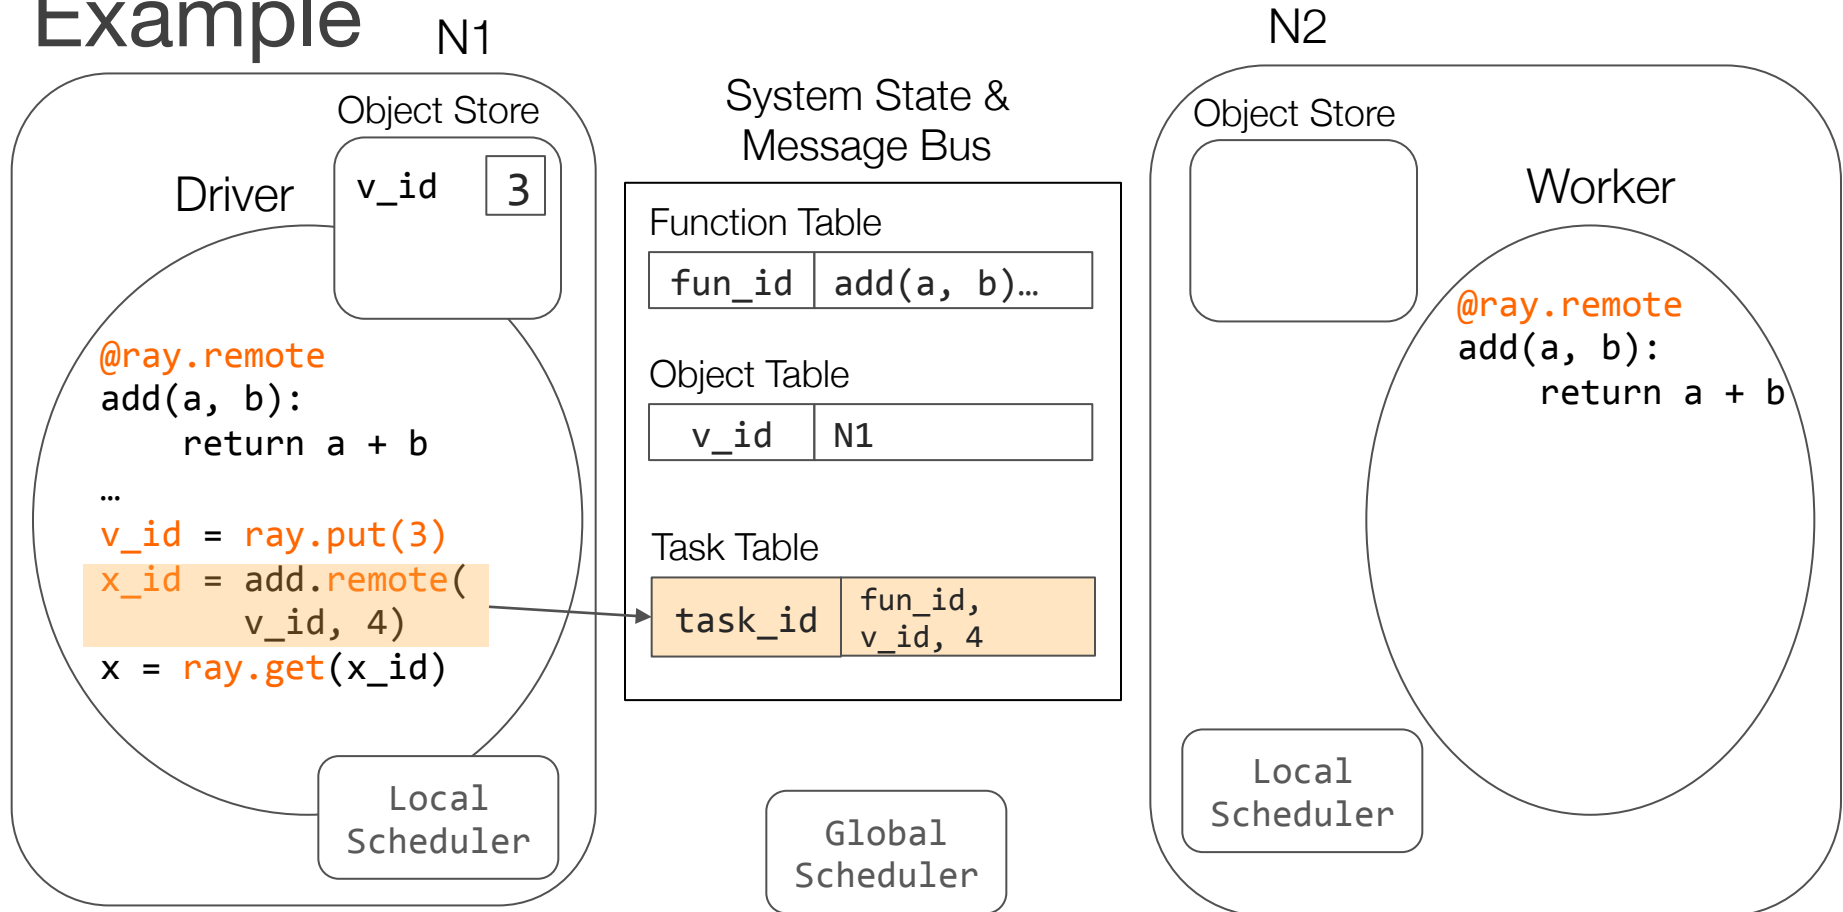 Example
N1
Object Store
v_id 3
Driver
@ray.remote
add(a, b):
    return a + b
…
v_id = ray.put(3)
x_id = add.remote(
       v_id, 4)
x = ray.get(x_id)
Local
Scheduler
System State &
Message Bus
Function Table
fun_id add(a, b)…
Object Table
v_id N1
Task Table
task_id fun_id,
v_id, 4
Global
Scheduler
N2
Object Store
Worker
@ray.remote
add(a, b):
    return a + b
Local
Scheduler